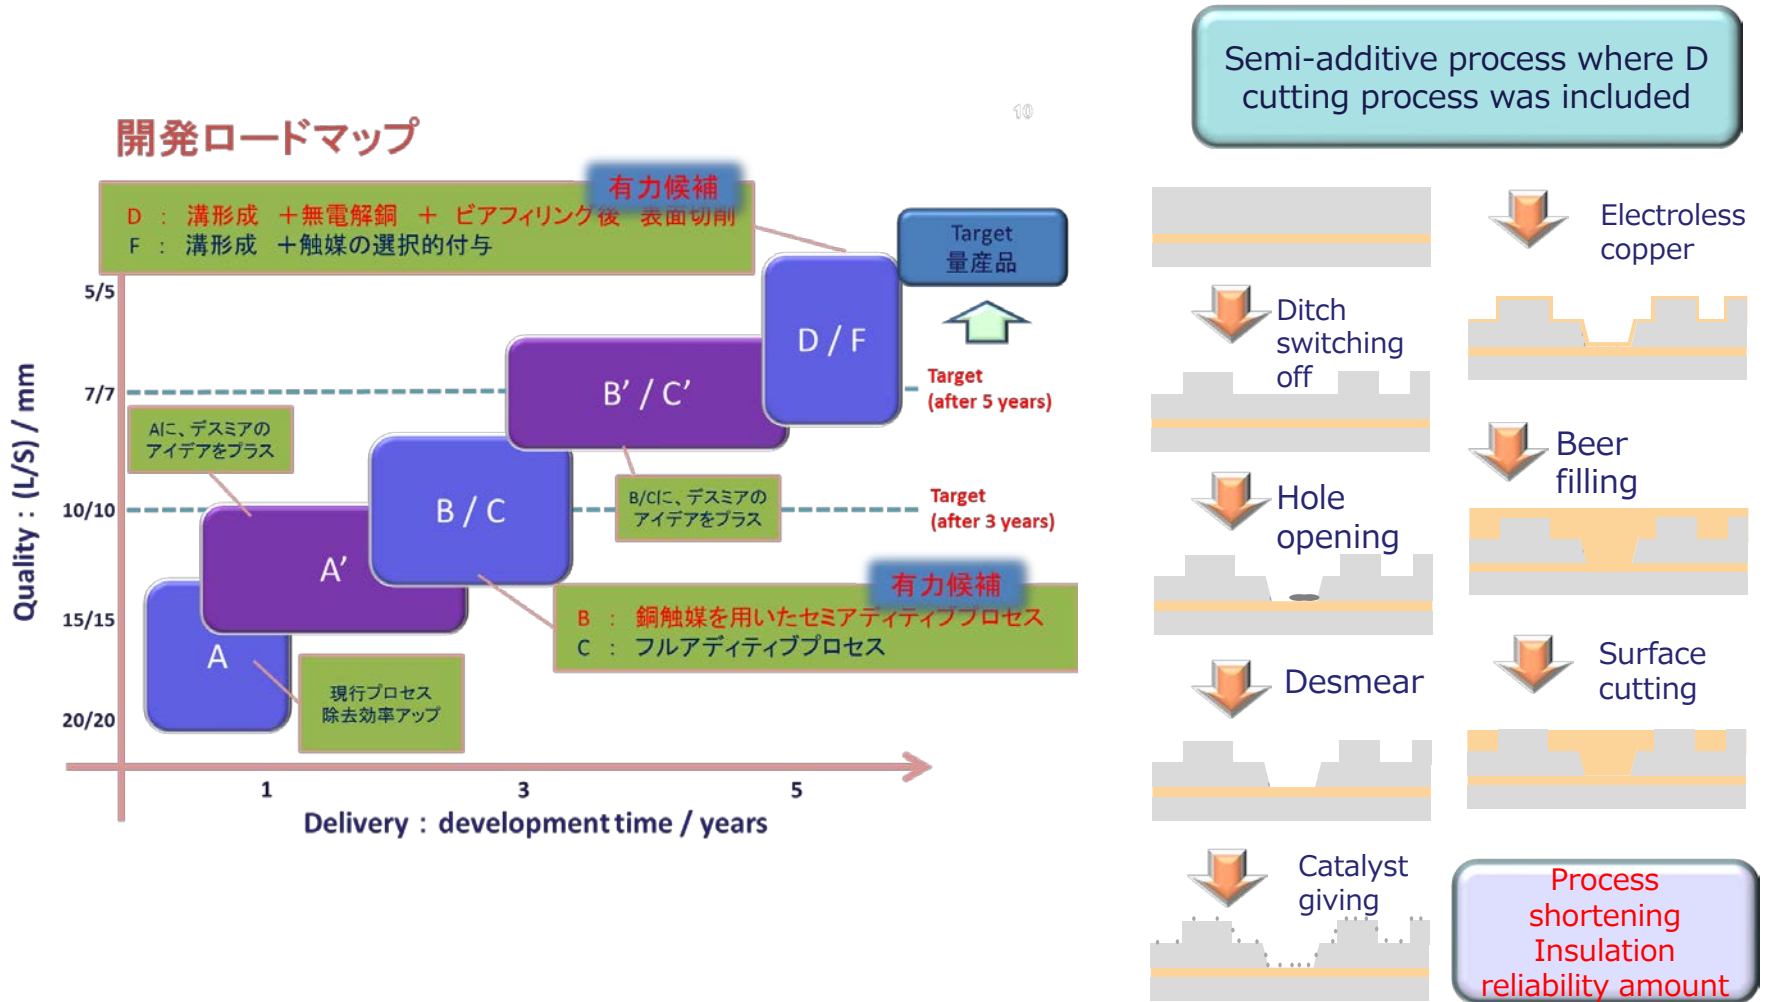 10
開発ロードマップ
有力候補
D : 溝形成 +無電解銅 + ビアフィリング後 表面切削
F : 溝形成 +触媒の選択的付与
Target
量産品
5/5
7/7
10/10
15/15
20/20
Quality : (L/S) / mm
D / F
B' / C'
B / C
A'
A
Target
(after 5 years)
Target
(after 3 years)
Aに、デスミアの
アイデアをプラス
B/Cに、デスミアの
アイデアをプラス
有力候補
B : 銅触媒を用いたセミアディティブプロセス
C : フルアディティブプロセス
現行プロセス
除去効率アップ
1
3
5
Delivery : development time / years
Semi-additive process where D
cutting process was included
Ditch
switching
off
Hole
opening
Desmear
Catalyst
giving
Electroless
copper
Beer
filling
Surface
cutting
Process
shortening
Insulation
reliability amount